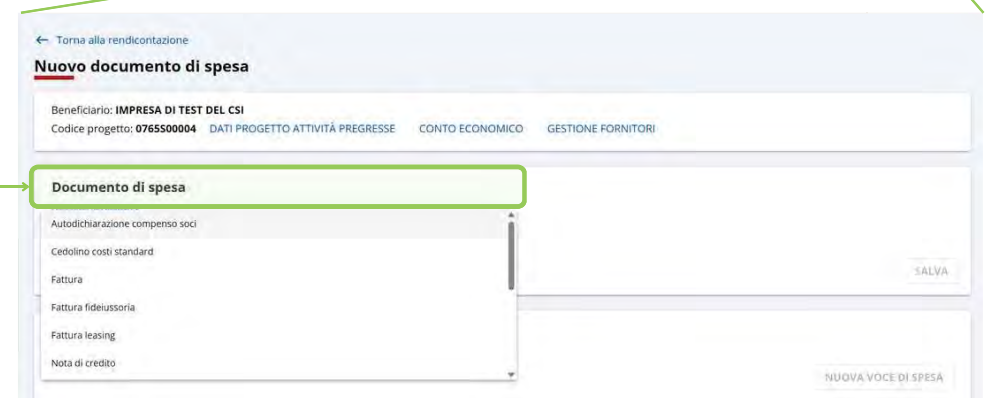 ← Torna alla rendicontazione
Nuovo documento di spesa
Beneficiario: IMPRESA DI TEST DEL CSI
Codice progetto: 0765S00004 DATI PROGETTO ATTIVITÀ PREGRESSE CONTO ECONOMICO GESTIONE FORNITORI
Documento di spesa
Autodichiarazione compenso soci
Cedolino costi standard
Fattura
SALVA
Fattura fideiussoria
Fattura leasing
Nota di credito
NUOVA VOCE DI SPESA